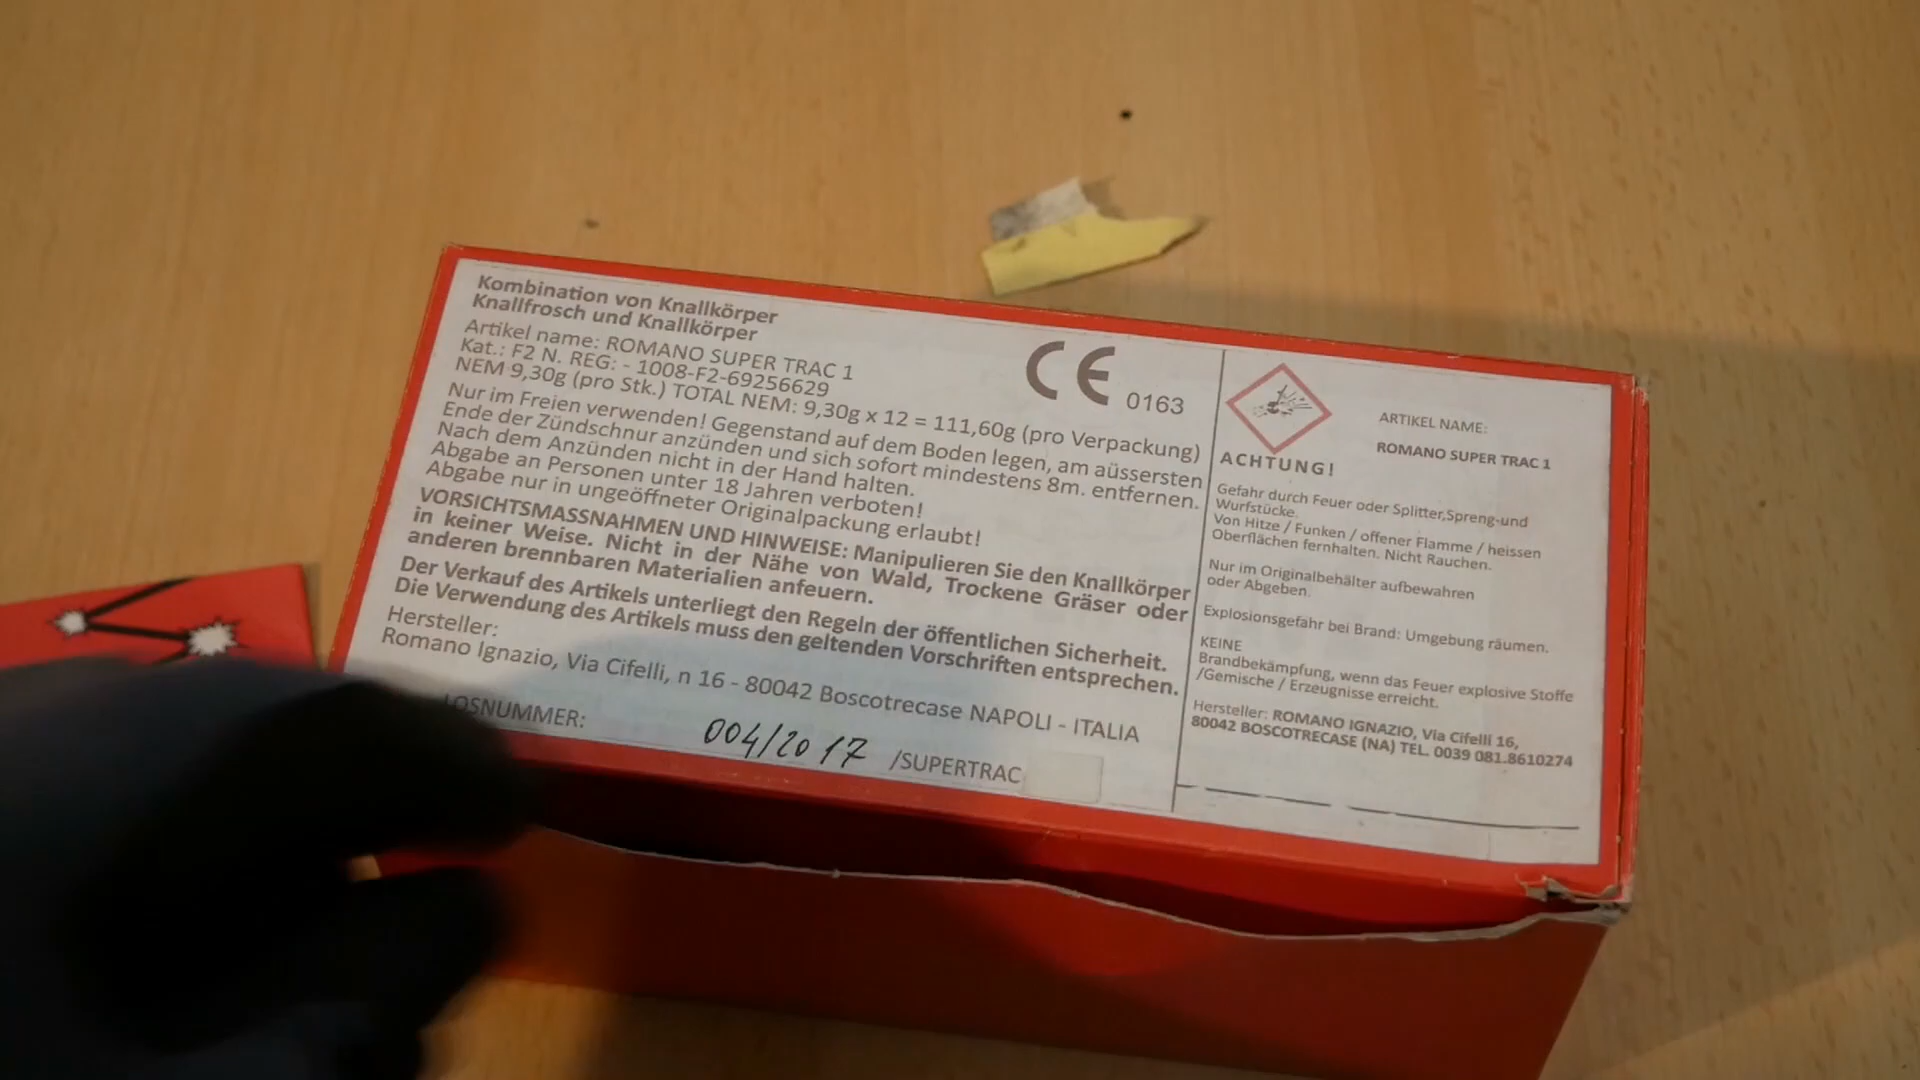 Kombination von Knallkörper
Knallfrosch und Knallkörper
Artikel name: ROMANO SUPER TRAC 1
Kat.: F2 N. REG: - 1008-F2-69256629
NEM 9,30g (pro Stk.) TOTAL NEM: 9,30g x 12 = 111,60g (pro Verpackung)
Nur im Freien verwenden! Gegenstand auf dem Boden legen, am aüssersten
Ende der Zündschnur anzünden und sich sofort mindestens 8m. entfernen.
Nach dem Anzünden nicht in der Hand halten.
Abgabe an Personen unter 18 Jahren verboten!
Abgabe nur in ungeöffneter Originalpackung erlaubt!
VORSICHTSMASSNAHMEN UND HINWEISE: Manipulieren Sie den Knallkörper
in keiner Weise. Nicht in der Nähe von Wald, Trockene Gräser oder
anderen brennbaren Materialien anfeuern.
Der Verkauf des Artikels unterliegt den Regeln der öffentlichen Sicherheit.
Die Verwendung des Artikels muss den geltenden Vorschriften entsprechen.
Hersteller:
Romano Ignazio, Via Cifelli, n 16 - 80042 Boscotrecase NAPOLI - ITALIA
LOSNUMMER: 004/2017 /SUPERTRAC
CE 0163
ARTIKEL NAME:
ROMANO SUPER TRAC 1
ACHTUNG!
Gefahr durch Feuer oder Splitter,Spreng-und
Wurfstücke.
Von Hitze / Funken / offener Flamme / heissen
Oberflächen fernhalten. Nicht Rauchen.
Nur im Originalbehälter aufbewahren
oder Abgeben.
Explosionsgefahr bei Brand: Umgebung räumen.
KEINE
Brandbekämpfung, wenn das Feuer explosive Stoffe
/Gemische / Erzeugnisse erreicht.
Hersteller: ROMANO IGNAZIO, Via Cifelli 16,
80042 BOSCOTRECASE (NA) TEL. 0039 081.8610274